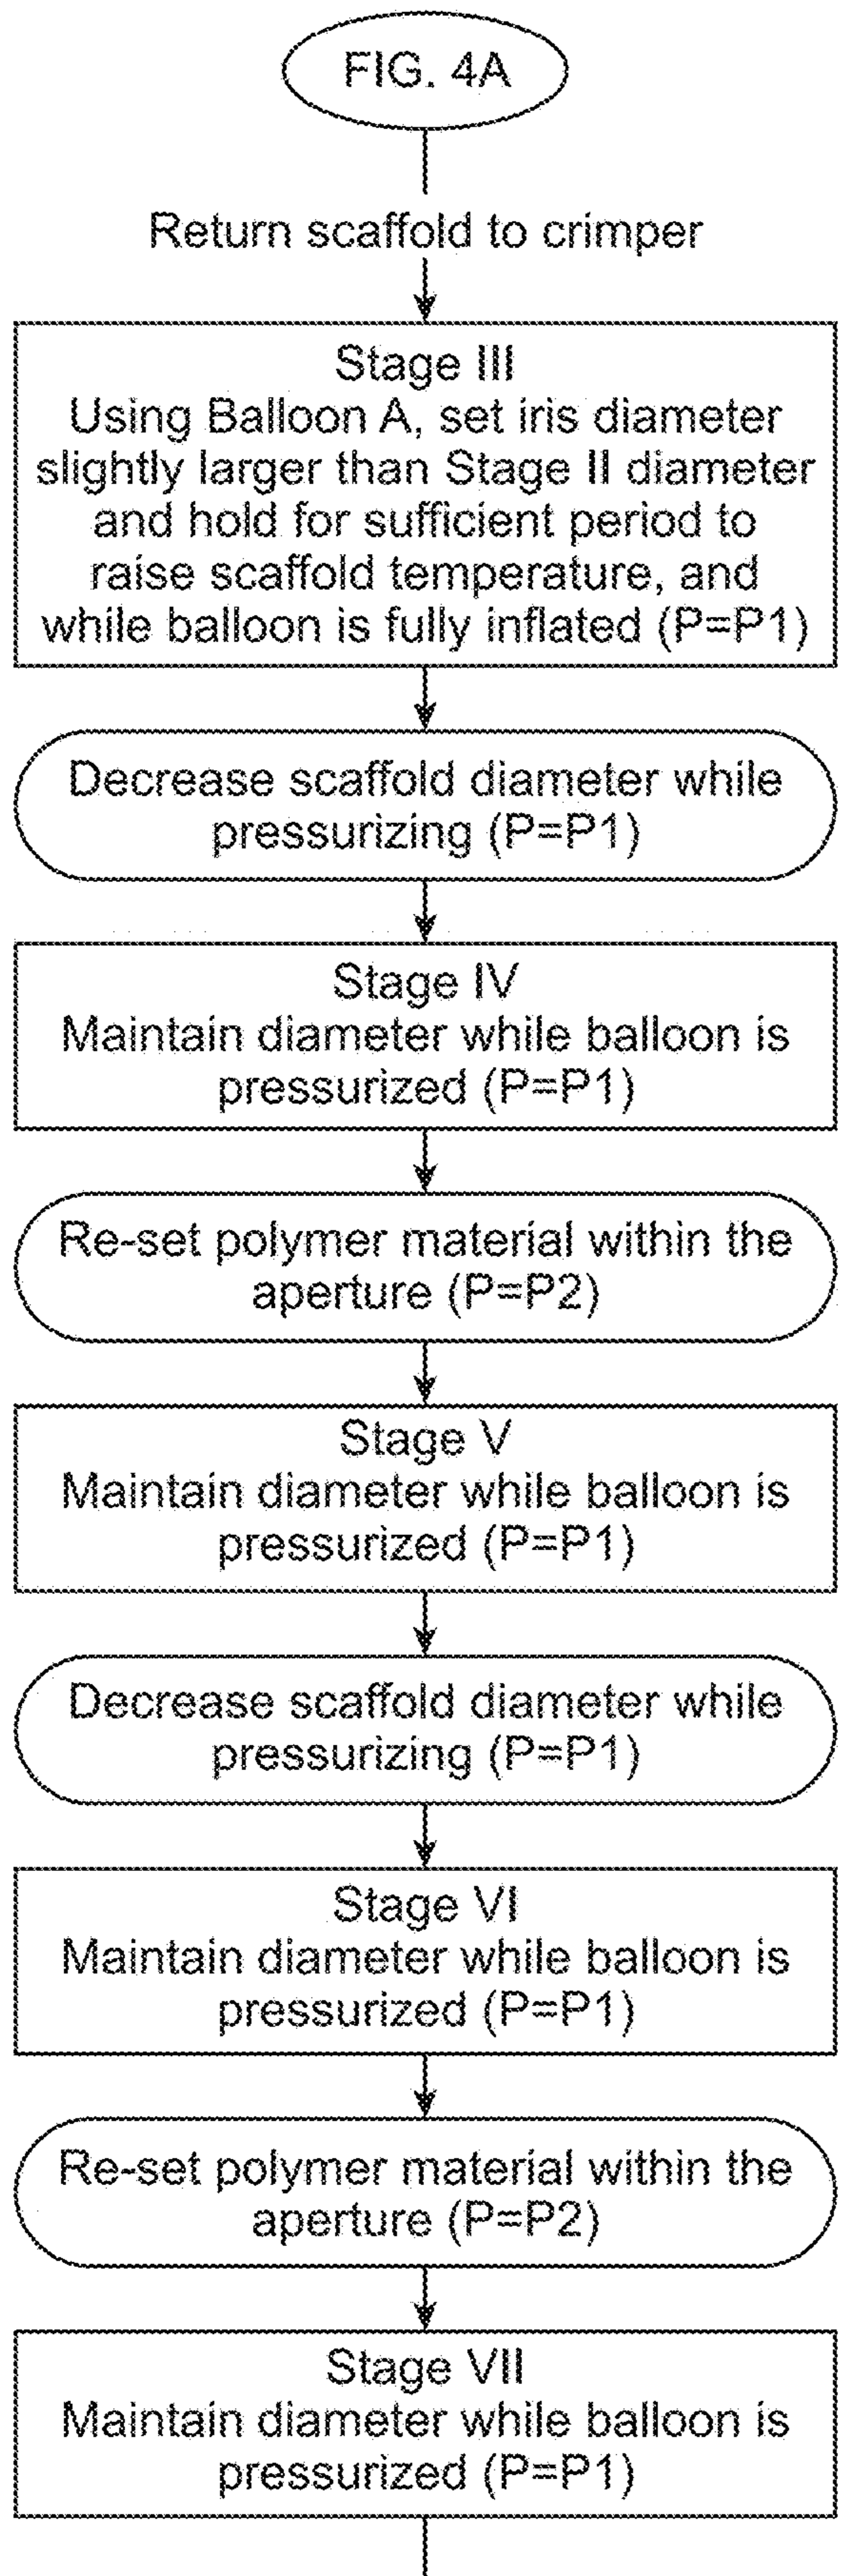 FIG. 4A
Return scaffold to crimper
Stage III
Using Balloon A, set iris diameter
slightly larger than Stage II diameter
and hold for sufficient period to
raise scaffold temperature, and
while balloon is fully inflated (P=P1)
Decrease scaffold diameter while
pressurizing (P=P1)
Stage IV
Maintain diameter while balloon is
pressurized (P=P1)
Re-set polymer material within the
aperture (P=P2)
Stage V
Maintain diameter while balloon is
pressurized (P=P1)
Decrease scaffold diameter while
pressurizing (P=P1)
Stage VI
Maintain diameter while balloon is
pressurized (P=P1)
Re-set polymer material within the
aperture (P=P2)
Stage VII
Maintain diameter while balloon is
pressurized (P=P1)